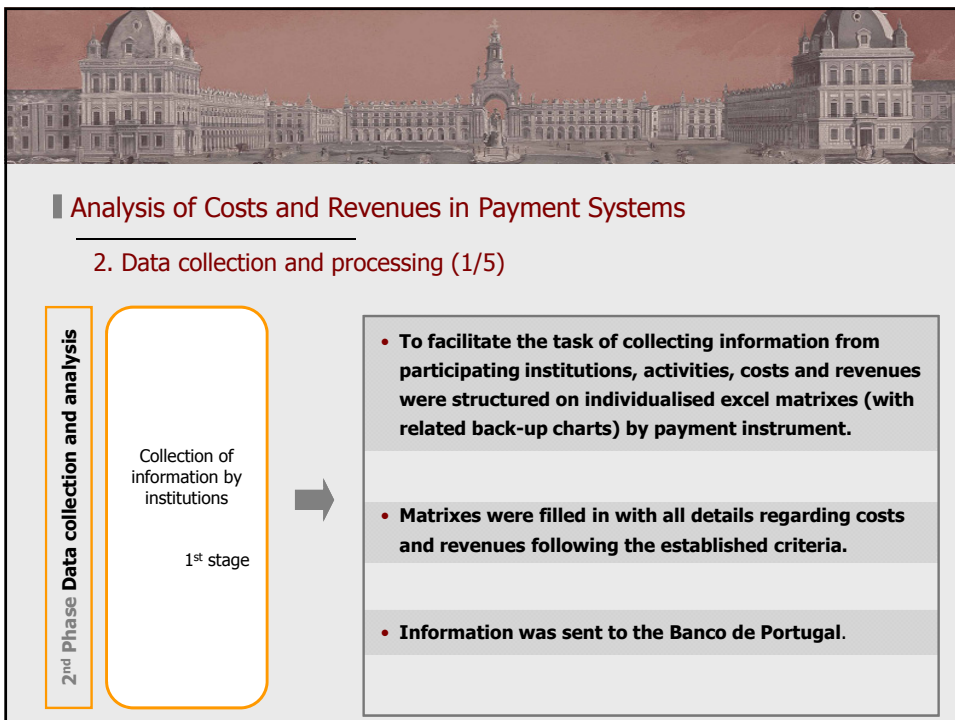 Analysis of Costs and Revenues in Payment Systems
2. Data collection and processing (1/5)
2nd Phase Data collection and analysis
Collection of
information by
institutions
1st stage
• To facilitate the task of collecting information from
participating institutions, activities, costs and revenues
were structured on individualised excel matrixes (with
related back-up charts) by payment instrument.
• Matrixes were filled in with all details regarding costs
and revenues following the established criteria.
• Information was sent to the Banco de Portugal.